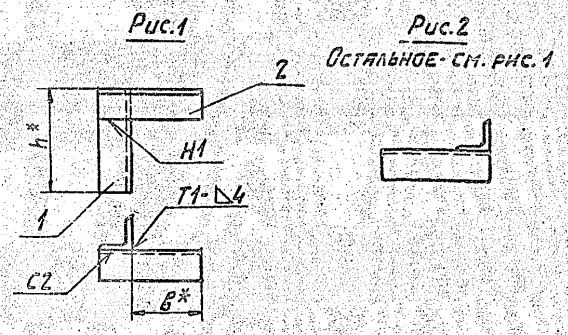 Рис.1
Рис.2
Остальное - см. рис. 1
2
h*
Н1
Т1-◺4
1
С2
в*